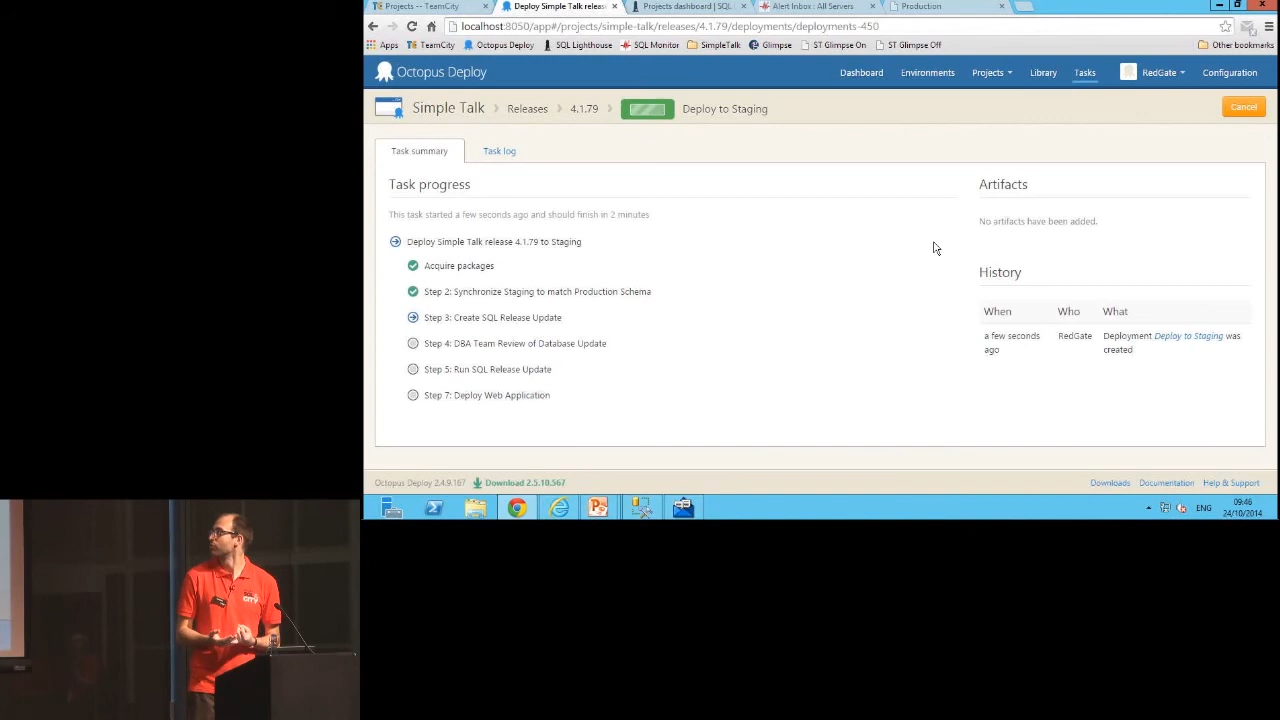 Projects -- TeamCity
Deploy Simple Talk releas
Projects dashboard | SQL L
Alert Inbox : All Servers
Production
localhost:8050/app#/projects/simple-talk/releases/4.1.79/deployments/deployments-450
Apps
TeamCity
Octopus Deploy
SQL Lighthouse
SQL Monitor
SimpleTalk
Glimpse
ST Glimpse On
ST Glimpse Off
Other bookmarks
Octopus Deploy
Dashboard
Environments
Projects
Library
Tasks
RedGate
Configuration
Simple Talk
Releases
4.1.79
Deploy to Staging
Cancel
Task summary
Task log
Task progress
This task started a few seconds ago and should finish in 2 minutes
Deploy Simple Talk release 4.1.79 to Staging
Acquire packages
Step 2: Synchronize Staging to match Production Schema
Step 3: Create SQL Release Update
Step 4: DBA Team Review of Database Update
Step 5: Run SQL Release Update
Step 7: Deploy Web Application
Artifacts
No artifacts have been added.
History
When
Who
What
a few seconds ago
RedGate
Deployment Deploy to Staging was created
Octopus Deploy 2.4.9.167
Download 2.5.10.567
Downloads
Documentation
Help & Support
ENG
09:46
24/10/2014
CITY